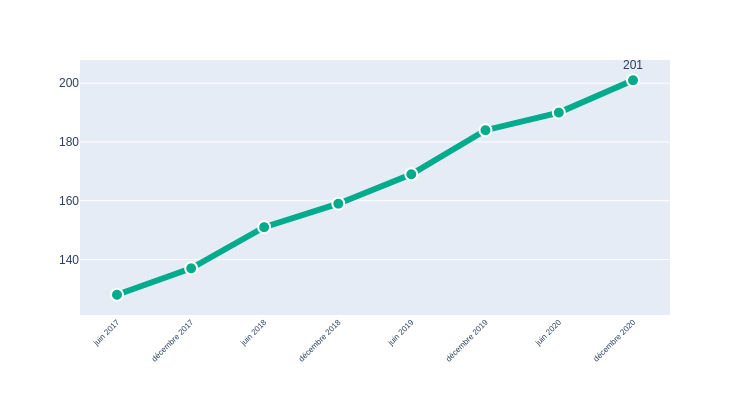 201
200
180
160
140
juin 2017
décembre 2017
juin 2018
décembre 2018
juin 2019
décembre 2019
juin 2020
décembre 2020